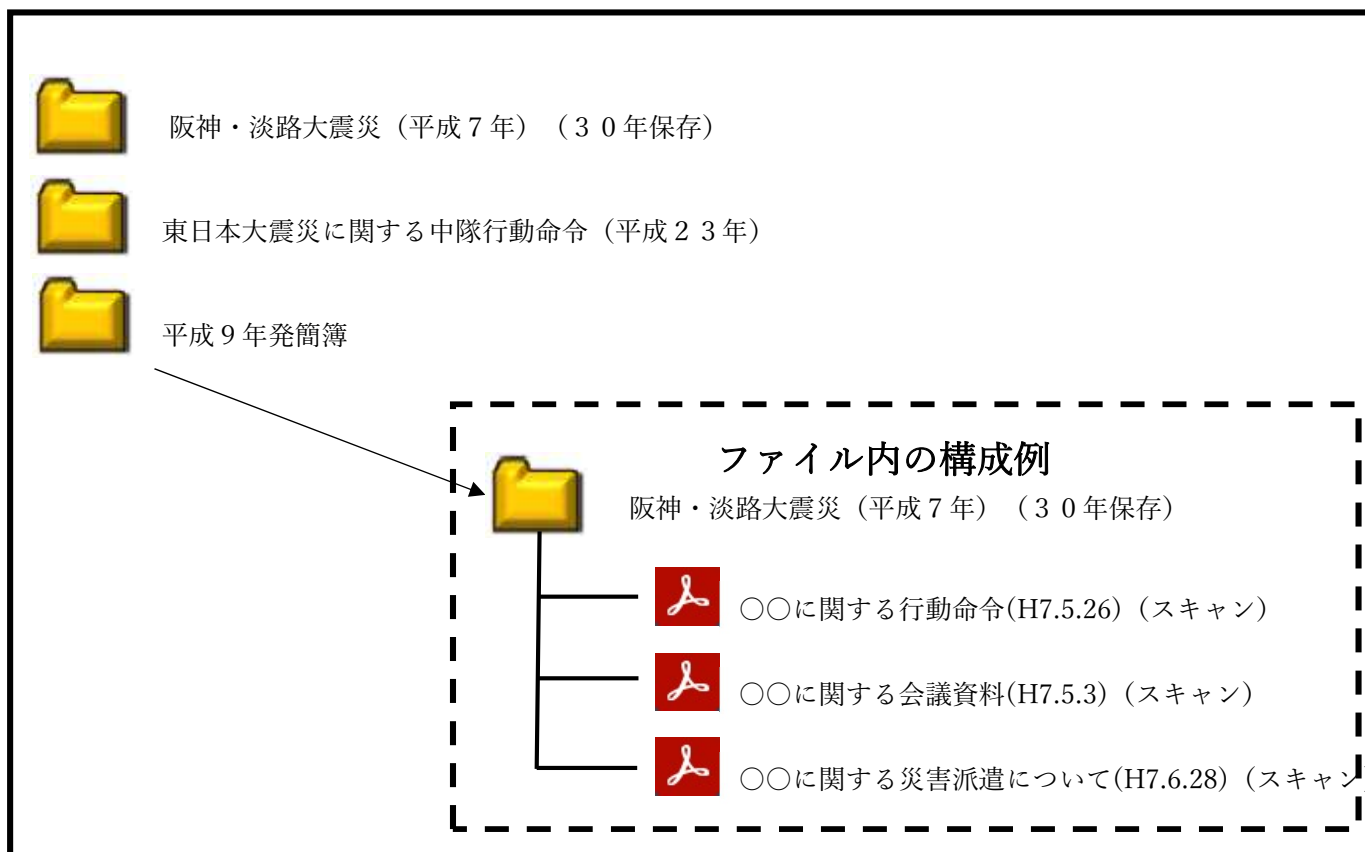 阪神・淡路大震災（平成７年）（３０年保存）
東日本大震災に関する中隊行動命令（平成２３年）
平成９年発簡簿
ファイル内の構成例
阪神・淡路大震災（平成７年）（３０年保存）
○○に関する行動命令(H7.5.26)（スキャン）
○○に関する会議資料(H7.5.3)（スキャン）
○○に関する災害派遣について(H7.6.28)（スキャン）